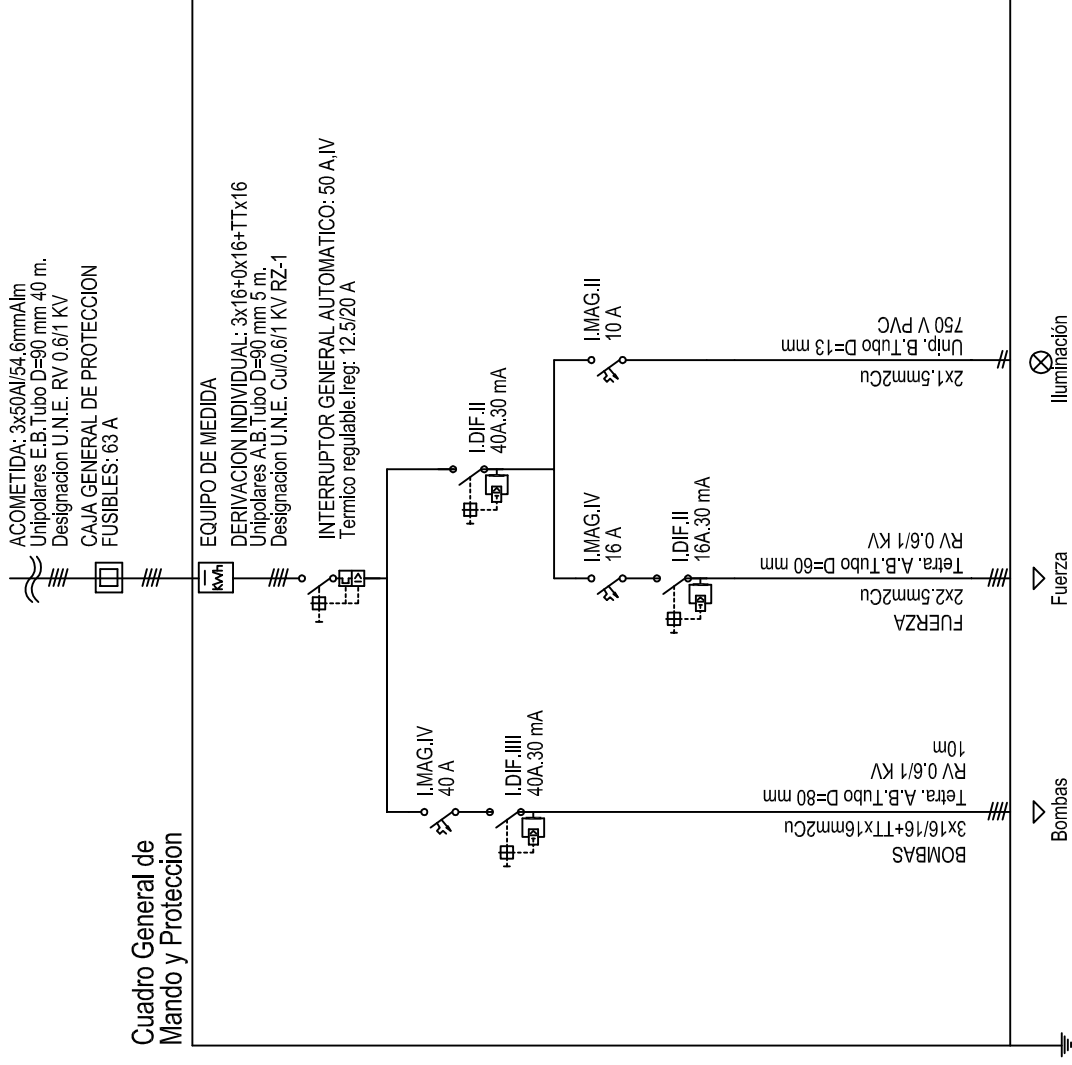 ACOMETIDA: 3x50Al/54.6mmAlm
Unipolares E.B.Tubo D=90 mm 40 m.
Designacion U.N.E. RV 0.6/1 KV
CAJA GENERAL DE PROTECCION
FUSIBLES: 63 A
Cuadro General de
Mando y Proteccion
EQUIPO DE MEDIDA
KWh
DERIVACION INDIVIDUAL: 3x16+0x16+TTx16
Unipolares A.B.Tubo D=90 mm 5 m.
Designacion U.N.E. Cu/0.6/1 KV RZ-1
INTERRUPTOR GENERAL AUTOMATICO: 50 A,IV
Termico regulable.Ireg: 12.5/20 A
I.MAG.IV
40 A
I.DIF.IIII
40A.30 mA
BOMBAS
3x16/16+TTx16mm2Cu
Tetra. A.B.Tubo D=80 mm
RV 0.6/1 KV
10m
Bombas
I.DIF.II
40A.30 mA
I.MAG.IV
16 A
I.DIF.II
16A.30 mA
FUERZA
2x2.5mm2Cu
Tetra. A.B.Tubo D=60 mm
RV 0.6/1 KV
Fuerza
I.MAG.II
10 A
2x1.5mm2Cu
Unip. B.Tubo D=13 mm
750 V PVC
Iluminación